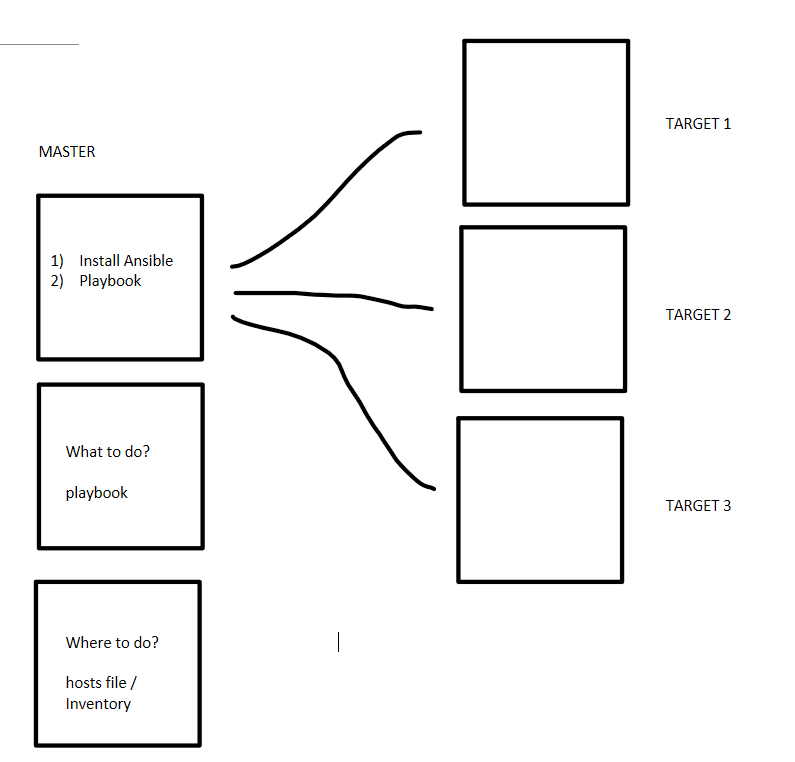 MASTER
1) Install Ansible
2) Playbook
What to do?
playbook
Where to do?
hosts file /
Inventory
TARGET 1
TARGET 2
TARGET 3